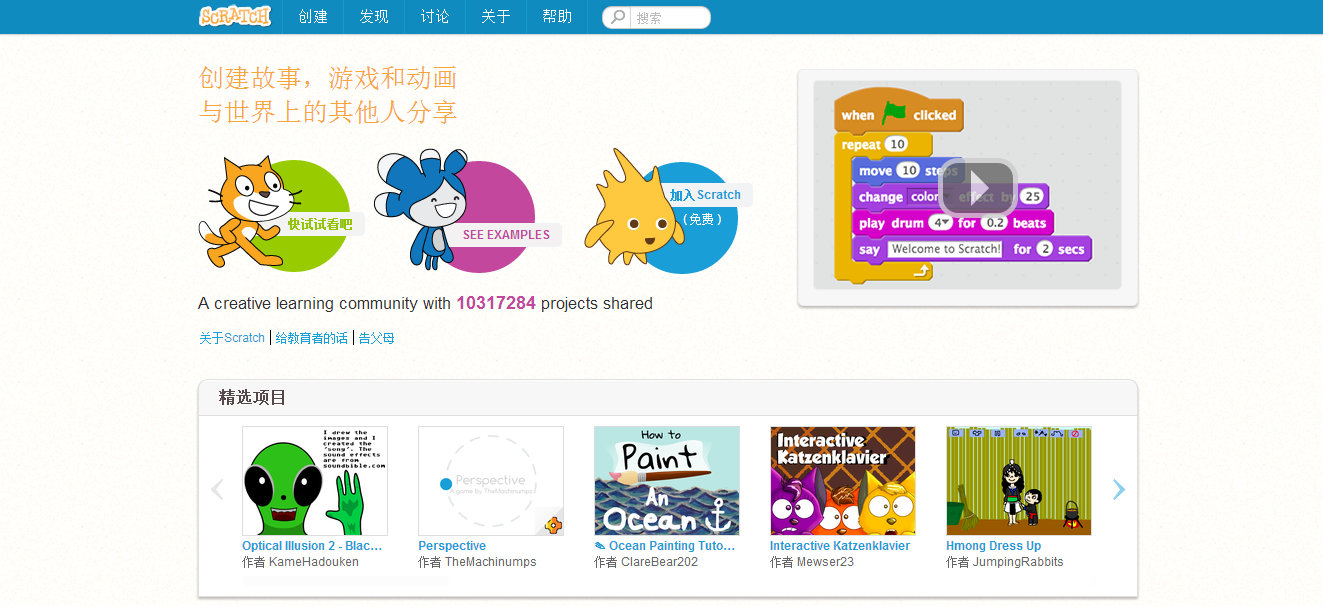 SCRATCH 创建 发现 讨论 关于 帮助 搜索
创建故事，游戏和动画
与世界上的其他人分享
快试试看吧
SEE EXAMPLES
加入 Scratch
（免费）
when clicked
repeat 10
move 10 steps
change color effect by 25
play drum 4 for 0.2 beats
say Welcome to Scratch! for 2 secs
A creative learning community with 10317284 projects shared
关于Scratch | 给教育者的话 | 告父母
精选项目
I drew the
images and I
created the
"song". The
sound effects
are from
soundbible.com
Perspective
A game by TheMachinumps
How to
Paint
An
Ocean
Interactive
Katzenklavier
Optical Illusion 2 - Blac... Perspective ✎ Ocean Painting Tuto... Interactive Katzenklavier Hmong Dress Up
作者 KameHadouken 作者 TheMachinumps 作者 ClareBear202 作者 Mewser23 作者 JumpingRabbits